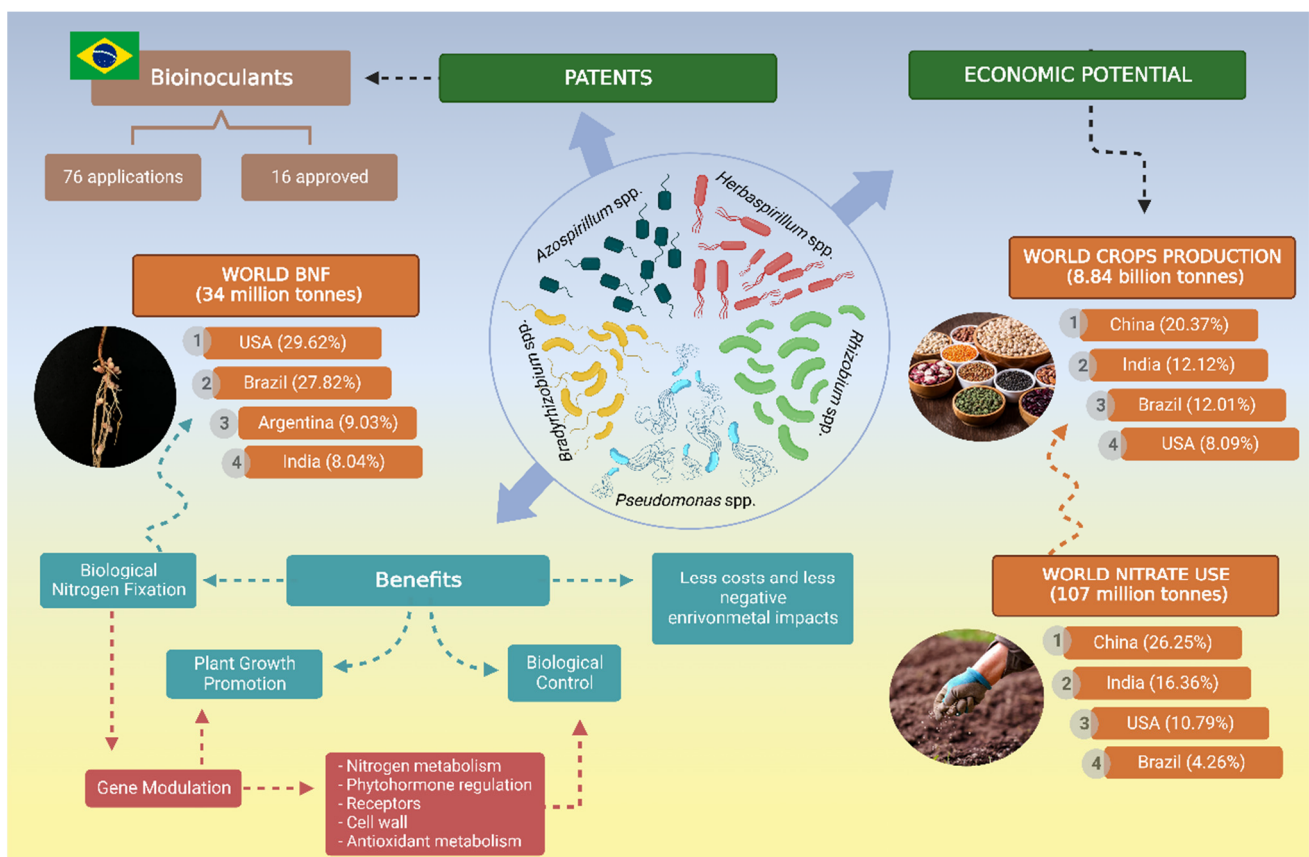 Bioinoculants
PATENTS
ECONOMIC POTENTIAL
76 applications
16 approved
Azospirillum spp.
Herbaspirillum spp.
Bradyrhizobium spp.
Rhizobium spp.
Pseudomonas spp.
WORLD BNF
(34 million tonnes)
1 USA (29.62%)
2 Brazil (27.82%)
3 Argentina (9.03%)
4 India (8.04%)
WORLD CROPS PRODUCTION
(8.84 billion tonnes)
1 China (20.37%)
2 India (12.12%)
3 Brazil (12.01%)
4 USA (8.09%)
Biological
Nitrogen Fixation
Benefits
Less costs and less
negative
enrivonmetal impacts
Plant Growth
Promotion
Biological
Control
Gene Modulation
- Nitrogen metabolism
- Phytohormone regulation
- Receptors
- Cell wall
- Antioxidant metabolism
WORLD NITRATE USE
(107 million tonnes)
1 China (26.25%)
2 India (16.36%)
3 USA (10.79%)
4 Brazil (4.26%)